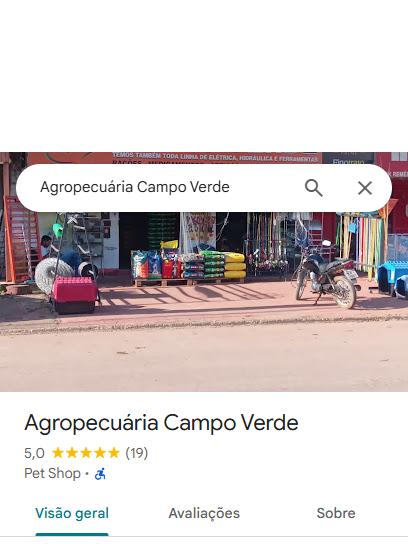 TEMOS TAMBÉM TODA LINHA DE ELÉTRICA, HIDRÁULICA E FERRAMENTAS
Agropecuária Campo Verde
Agropecuária Campo Verde
5,0 (19)
Pet Shop ·
Visão geral Avaliações Sobre